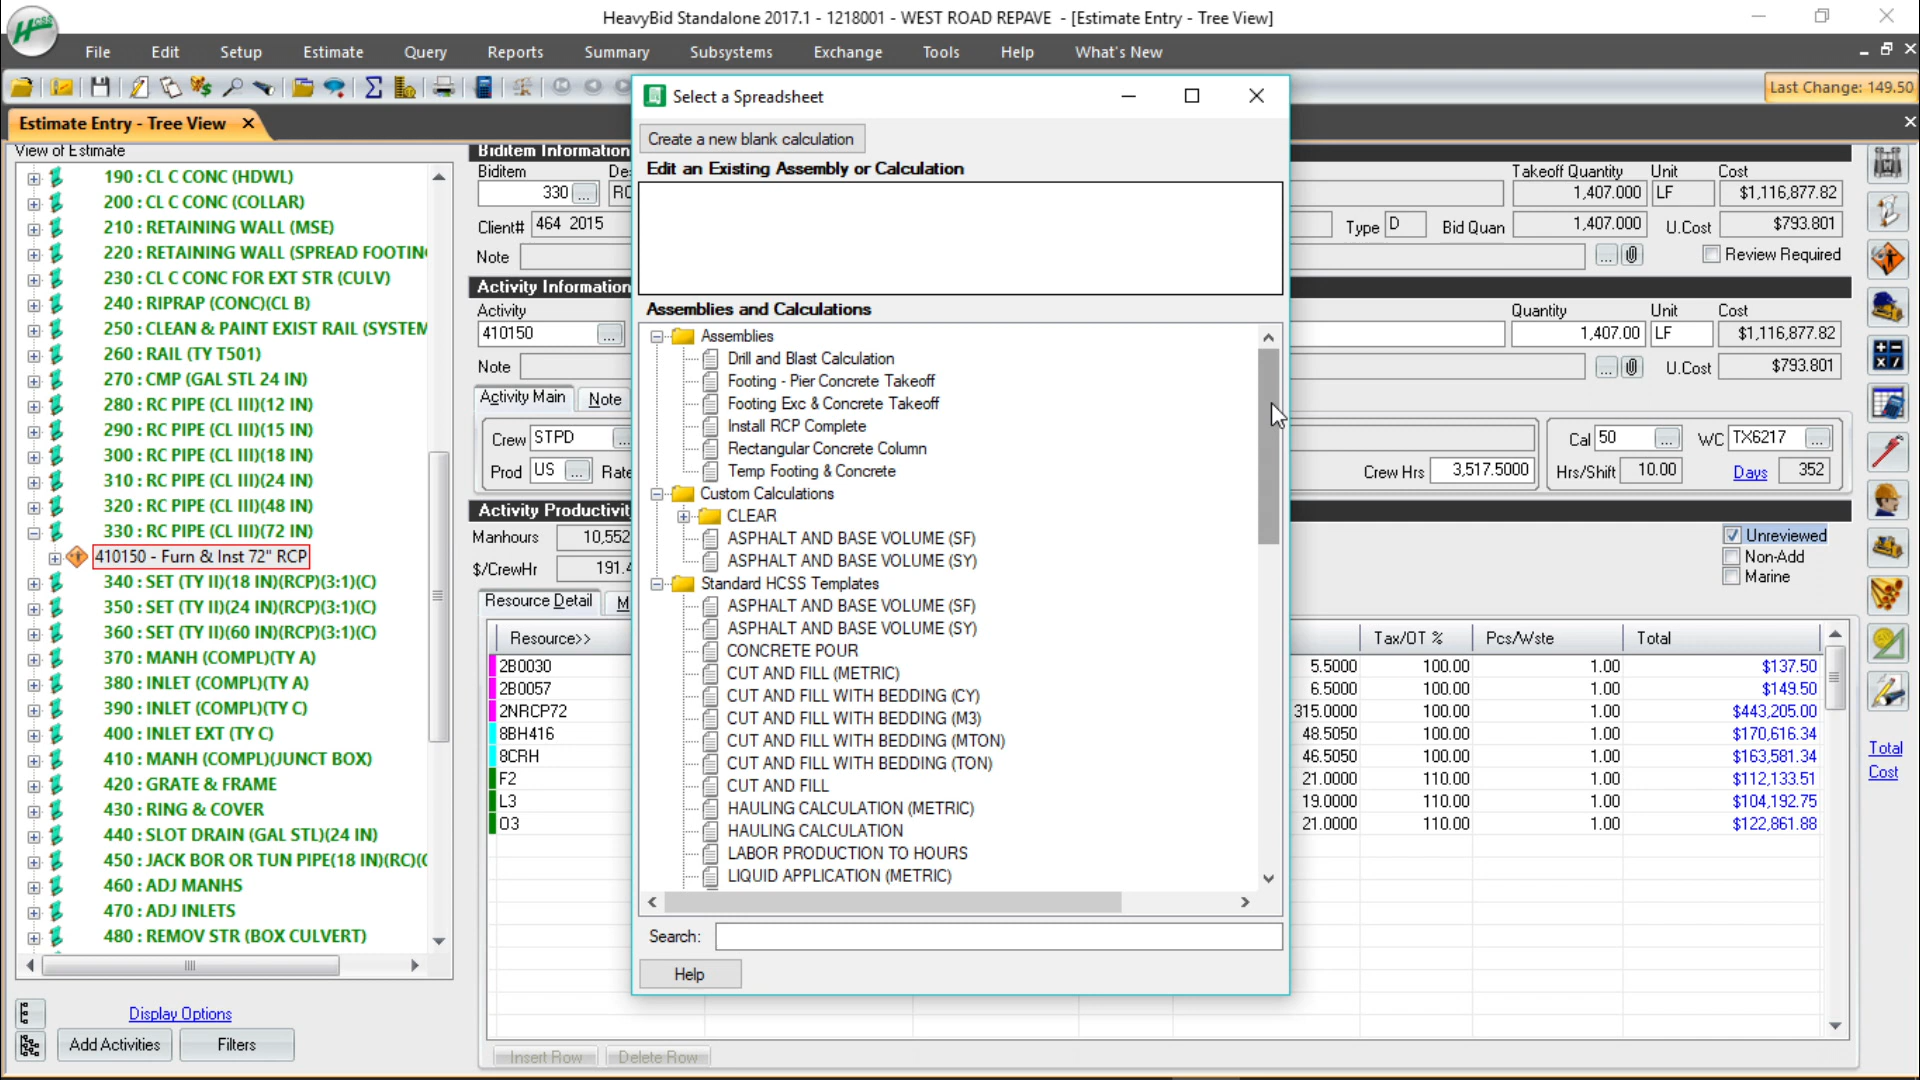 HeavyBid Standalone 2017.1 - 1218001 - WEST ROAD REPAVE - [Estimate Entry - Tree View]
HCSS
File Edit Setup Estimate Query Reports Summary Subsystems Exchange Tools Help What's New
Last Change: 149.50
Estimate Entry - Tree View
View of Estimate
190 : CL C CONC (HDWL)
200 : CL C CONC (COLLAR)
210 : RETAINING WALL (MSE)
220 : RETAINING WALL (SPREAD FOOTIN
230 : CL C CONC FOR EXT STR (CULV)
240 : RIPRAP (CONC)(CL B)
250 : CLEAN & PAINT EXIST RAIL (SYSTEM
260 : RAIL (TY T501)
270 : CMP (GAL STL 24 IN)
280 : RC PIPE (CL III)(12 IN)
290 : RC PIPE (CL III)(15 IN)
300 : RC PIPE (CL III)(18 IN)
310 : RC PIPE (CL III)(24 IN)
320 : RC PIPE (CL III)(48 IN)
330 : RC PIPE (CL III)(72 IN)
410150 - Furn & Inst 72" RCP
340 : SET (TY II)(18 IN)(RCP)(3:1)(C)
350 : SET (TY II)(24 IN)(RCP)(3:1)(C)
360 : SET (TY II)(60 IN)(RCP)(3:1)(C)
370 : MANH (COMPL)(TY A)
380 : INLET (COMPL)(TY A)
390 : INLET (COMPL)(TY C)
400 : INLET EXT (TY C)
410 : MANH (COMPL)(JUNCT BOX)
420 : GRATE & FRAME
430 : RING & COVER
440 : SLOT DRAIN (GAL STL)(24 IN)
450 : JACK BOR OR TUN PIPE(18 IN)(RC)(
460 : ADJ MANHS
470 : ADJ INLETS
480 : REMOV STR (BOX CULVERT)
Display Options
Add Activities Filters
Biditem Information
Biditem De
330 ... RC
Client# 464 2015
Note
Activity Information
Activity
410150 ...
Note
Activity Main Note
Crew STPD ...
Prod US ... Rate
Activity Productivit
Manhours 10,552
$/CrewHr 191.4
Resource Detail M
Resource>>
2B0030
2B0057
2NRCP72
8BH416
8CRH
F2
L3
O3
Insert Row Delete Row
Select a Spreadsheet
Create a new blank calculation
Edit an Existing Assembly or Calculation
Assemblies and Calculations
Assemblies
Drill and Blast Calculation
Footing - Pier Concrete Takeoff
Footing Exc & Concrete Takeoff
Install RCP Complete
Rectangular Concrete Column
Temp Footing & Concrete
Custom Calculations
CLEAR
ASPHALT AND BASE VOLUME (SF)
ASPHALT AND BASE VOLUME (SY)
Standard HCSS Templates
ASPHALT AND BASE VOLUME (SF)
ASPHALT AND BASE VOLUME (SY)
CONCRETE POUR
CUT AND FILL (METRIC)
CUT AND FILL WITH BEDDING (CY)
CUT AND FILL WITH BEDDING (M3)
CUT AND FILL WITH BEDDING (MTON)
CUT AND FILL WITH BEDDING (TON)
CUT AND FILL
HAULING CALCULATION (METRIC)
HAULING CALCULATION
LABOR PRODUCTION TO HOURS
LIQUID APPLICATION (METRIC)
Search:
Help
Takeoff Quantity Unit Cost
1,407.000 LF $1,116,877.82
Type D Bid Quan 1,407.000 U.Cost $793.801
... Review Required
Quantity Unit Cost
1,407.00 LF $1,116,877.82
... U.Cost $793.801
Cal 50 ... WC TX6217 ...
Crew Hrs 3,517.5000 Hrs/Shift 10.00 Days 352
Unreviewed
Non-Add
Marine
Tax/OT % Pcs/Wste Total
5.5000 100.00 1.00 $137.50
6.5000 100.00 1.00 $149.50
315.0000 100.00 1.00 $443,205.00
48.5050 100.00 1.00 $170,616.34
46.5050 100.00 1.00 $163,581.34
21.0000 110.00 1.00 $112,133.51
19.0000 110.00 1.00 $104,192.75
21.0000 110.00 1.00 $122,861.88
Total
Cost